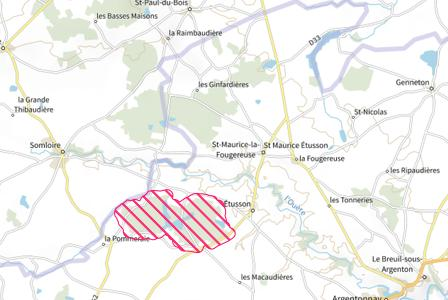 St-Paul-du-Bois
les Basses Maisons
la Raimbaudière
D33
les Ginfardières
Genneton
la Grande
Thibaudière
St-Nicolas
Somloire
St-Maurice-la-
Fougereuse
St Maurice Étusson
la Fougereuse
les Ripaudières
l'Ouère
Étusson
les Tonneries
la Pommeraie
Le Breuil-sous-
Argenton
les Macaudières
Argentonnay